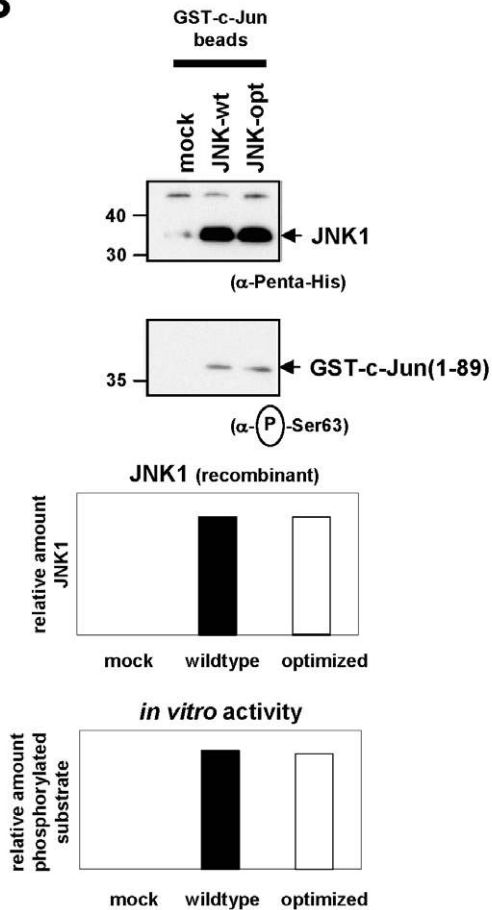 GST-c-Jun
beads
mock
JNK-wt
JNK-opt
40
30
JNK1
(α-Penta-His)
35
GST-c-Jun(1-89)
(α-P-Ser63)
JNK1 (recombinant)
relative amount
JNK1
mock wildtype optimized
in vitro activity
relative amount
phosphorylated
substrate
mock wildtype optimized